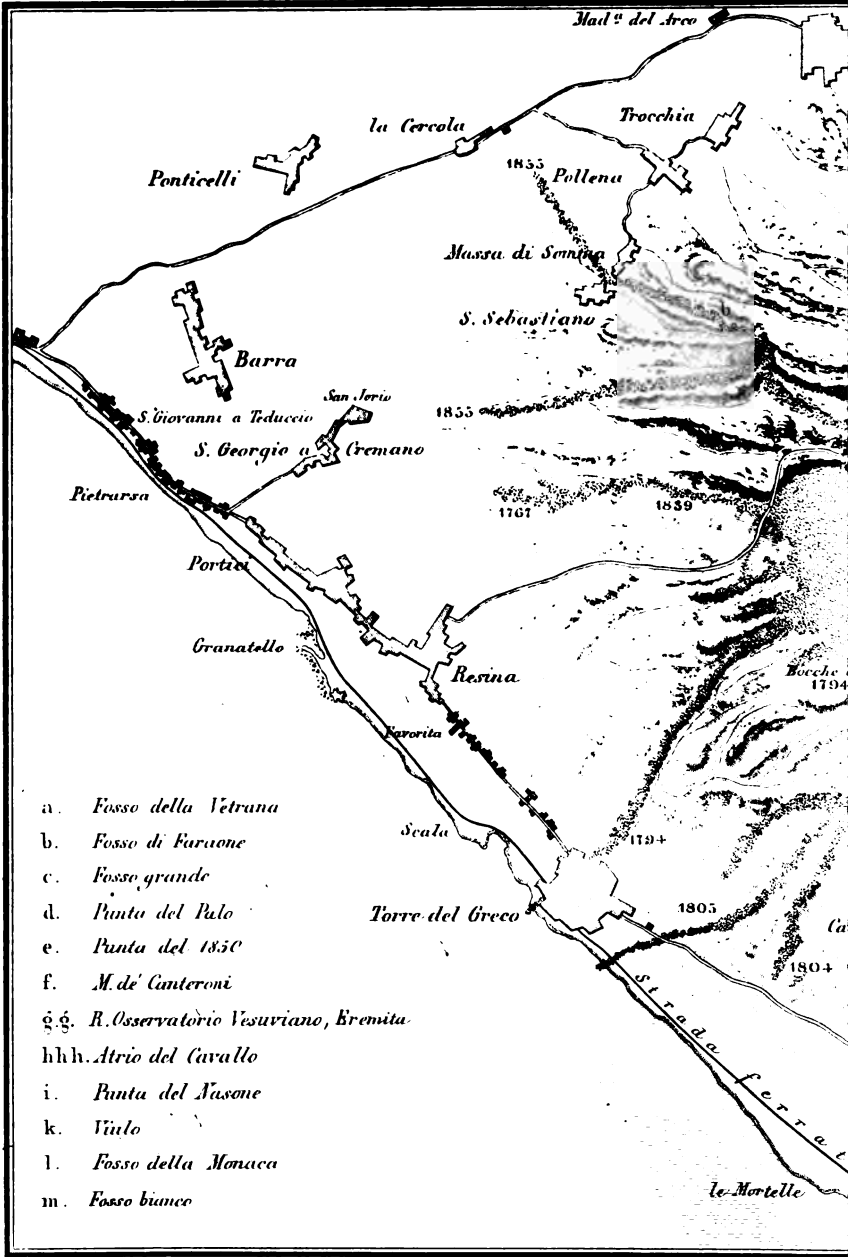 Mad.ª del Arco
la Cercola
Trocchia
Ponticelli
1855
Pollena
Massa di Somma
S. Sebastiano
b
Barra
San Jorio
1855
S. Giovanni a Teduccio
S. Georgio a Cremano
Pietrarsa
1767
1839
Portici
Granatello
Resina
Bocche
1794
Favorita
Scala
1794
Torre del Greco
1805
Ca
1804
Strada ferrat
le Mortelle
a. Fosso della Vetrana
b. Fosso di Faraone
c. Fosso grande
d. Punta del Palo
e. Punta del 1850
f. M. de' Canteroni
g.g. R. Osservatorio Vesuviano, Eremita
hhh. Atrio del Cavallo
i. Punta del Nasone
k. Viulo
l. Fosso della Monaca
m. Fosso bianco